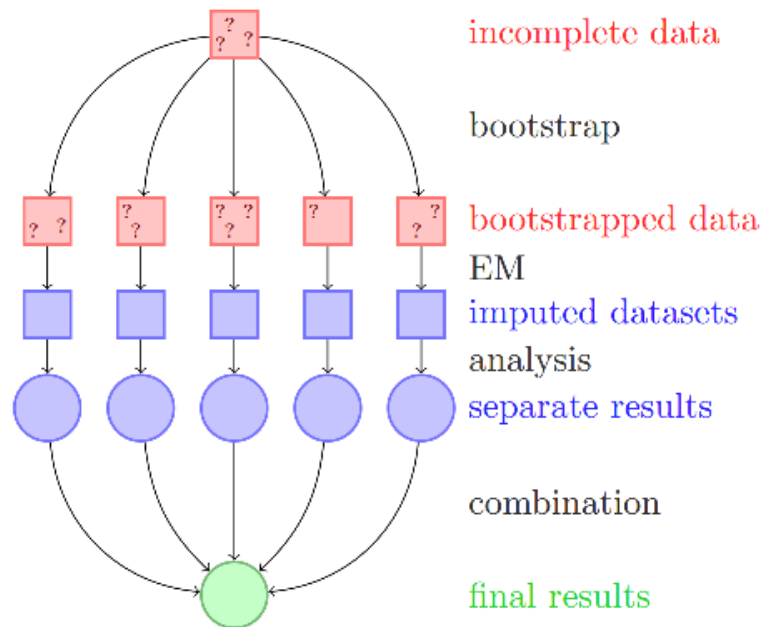 ? ? ?
incomplete data
bootstrap
? ? ? ? ? ? ? ? ? ?
bootstrapped data
EM
imputed datasets
analysis
separate results
combination
final results